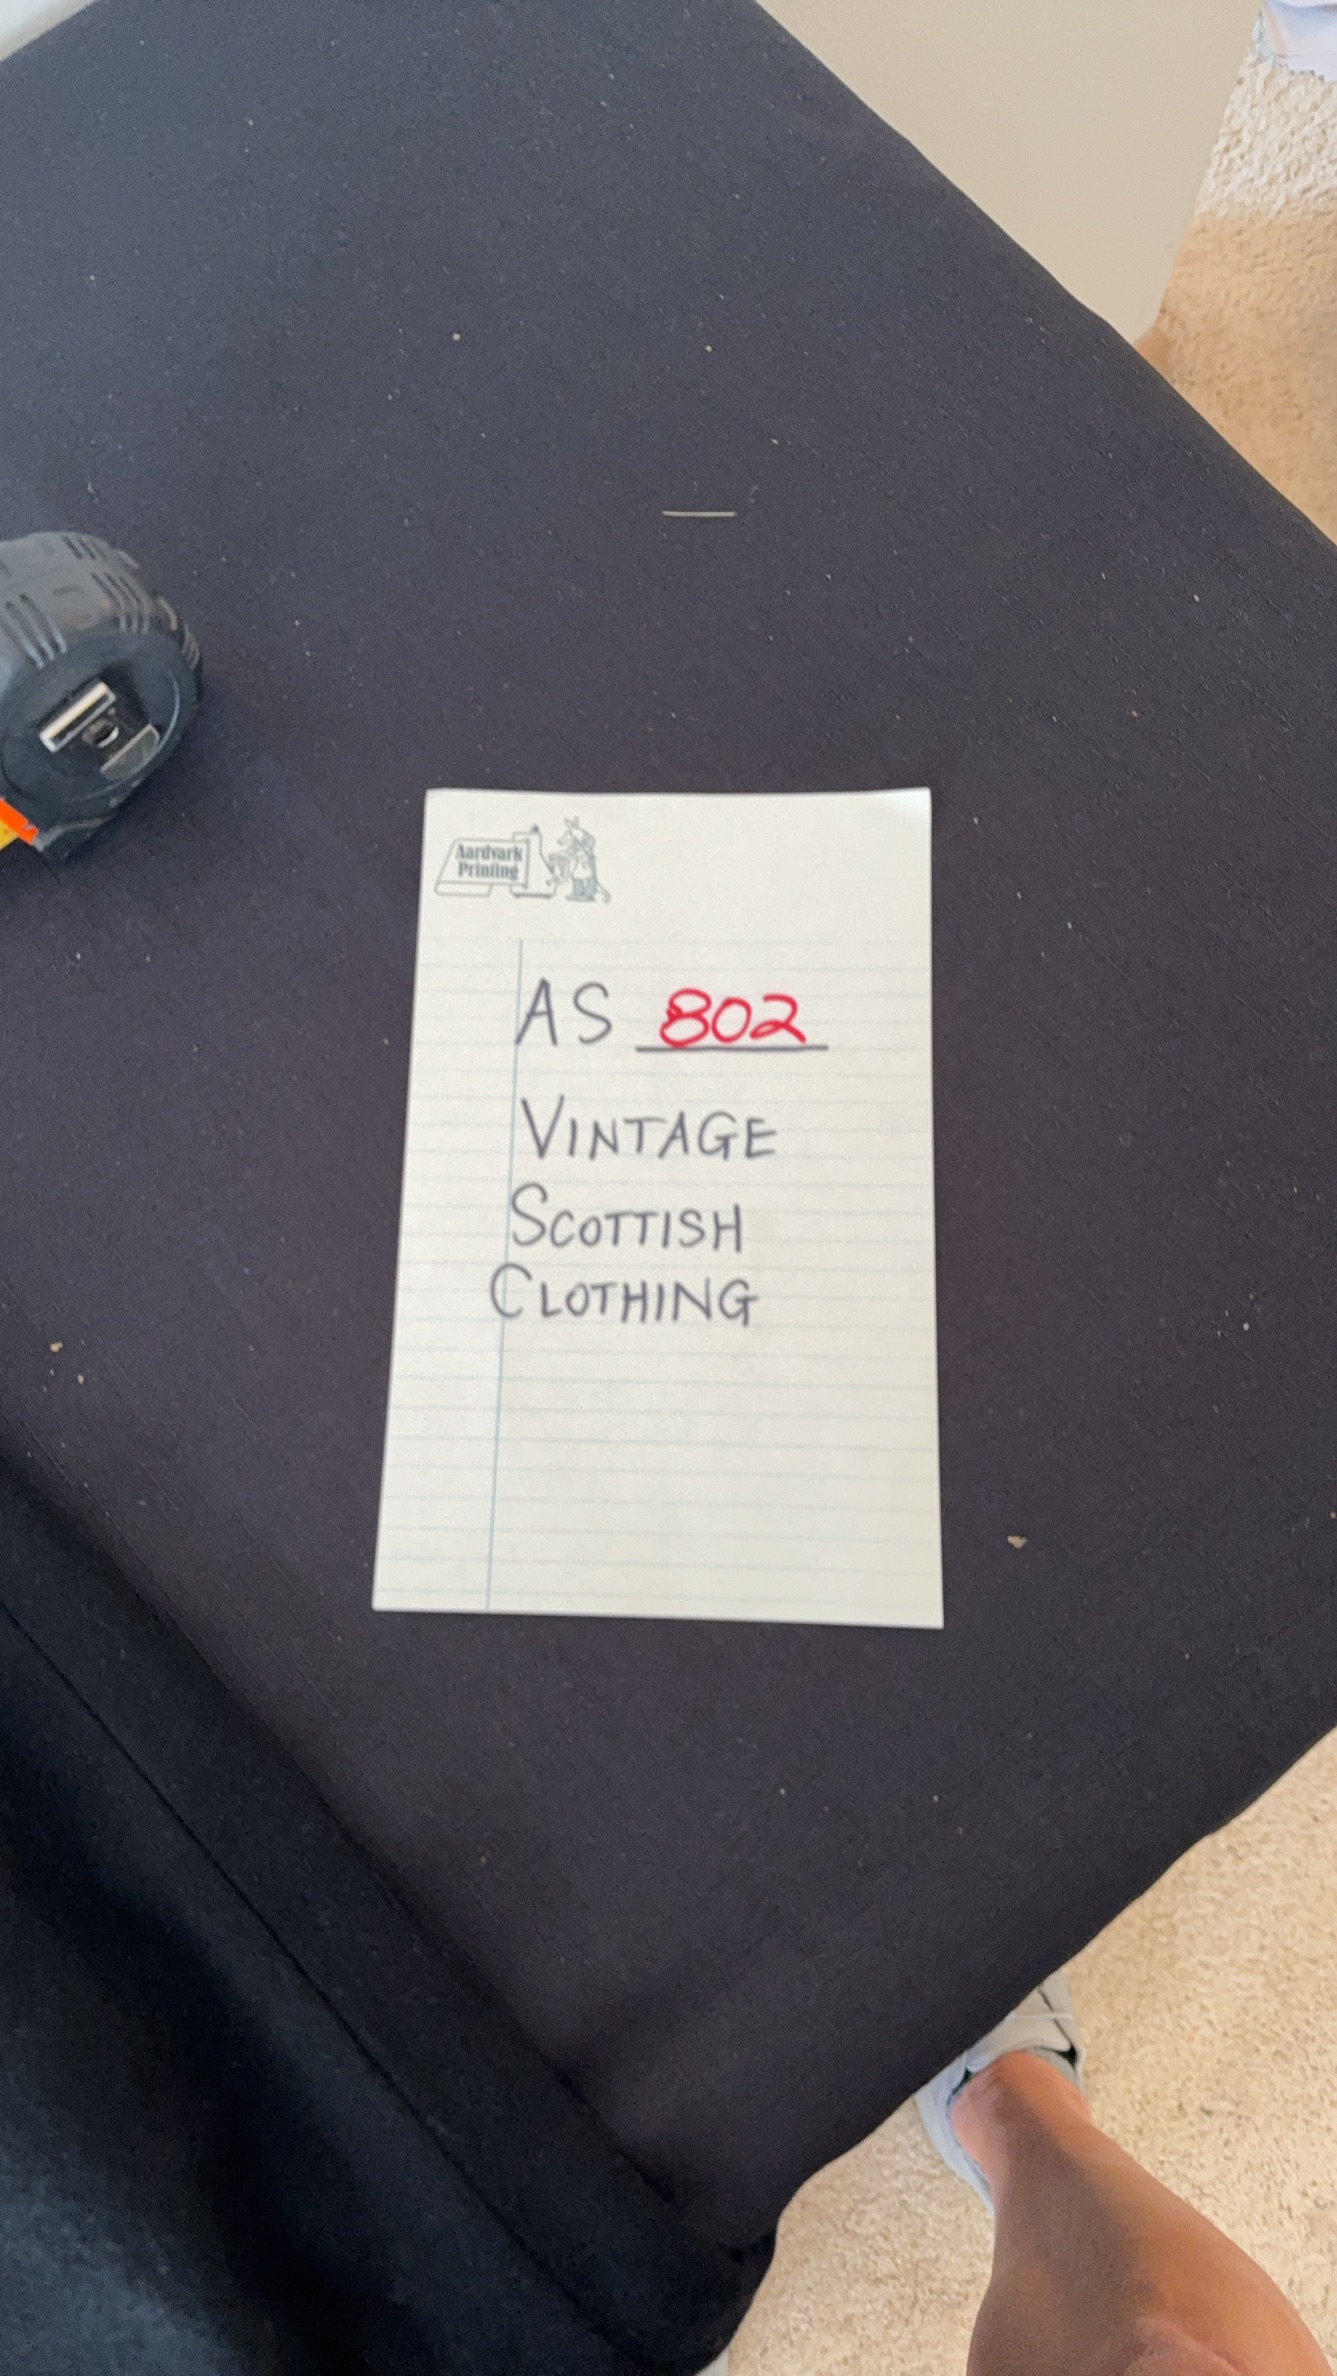 Aardvark
Printing
AS 802
VINTAGE
SCOTTISH
CLOTHING